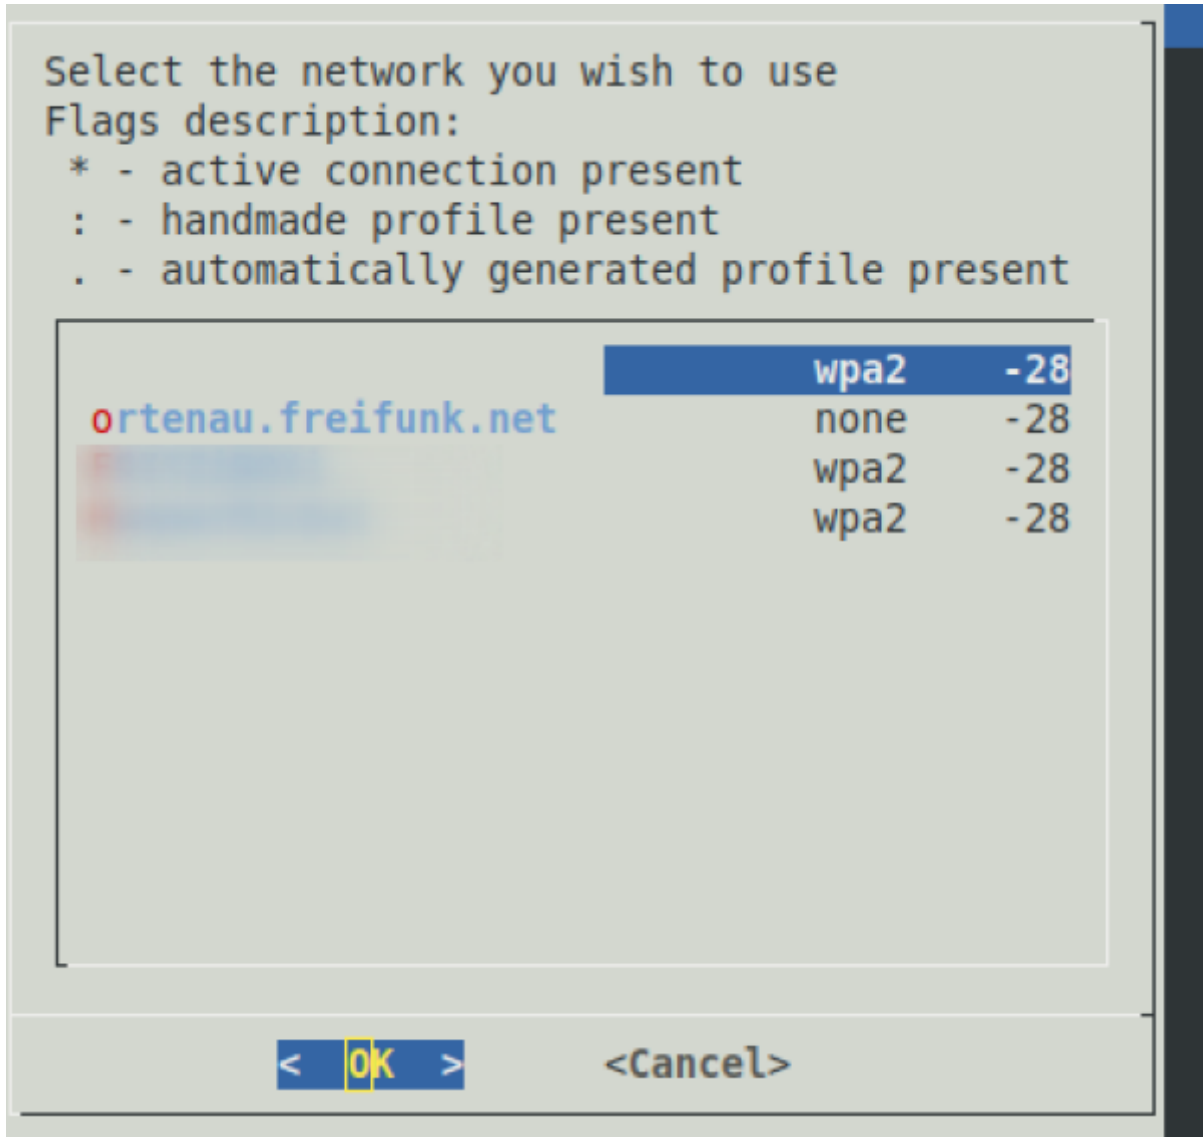 Select the network you wish to use
Flags description:
* - active connection present
: - handmade profile present
. - automatically generated profile present
wpa2 -28
ortenau.freifunk.net none -28
wpa2 -28
wpa2 -28
< OK > <Cancel>